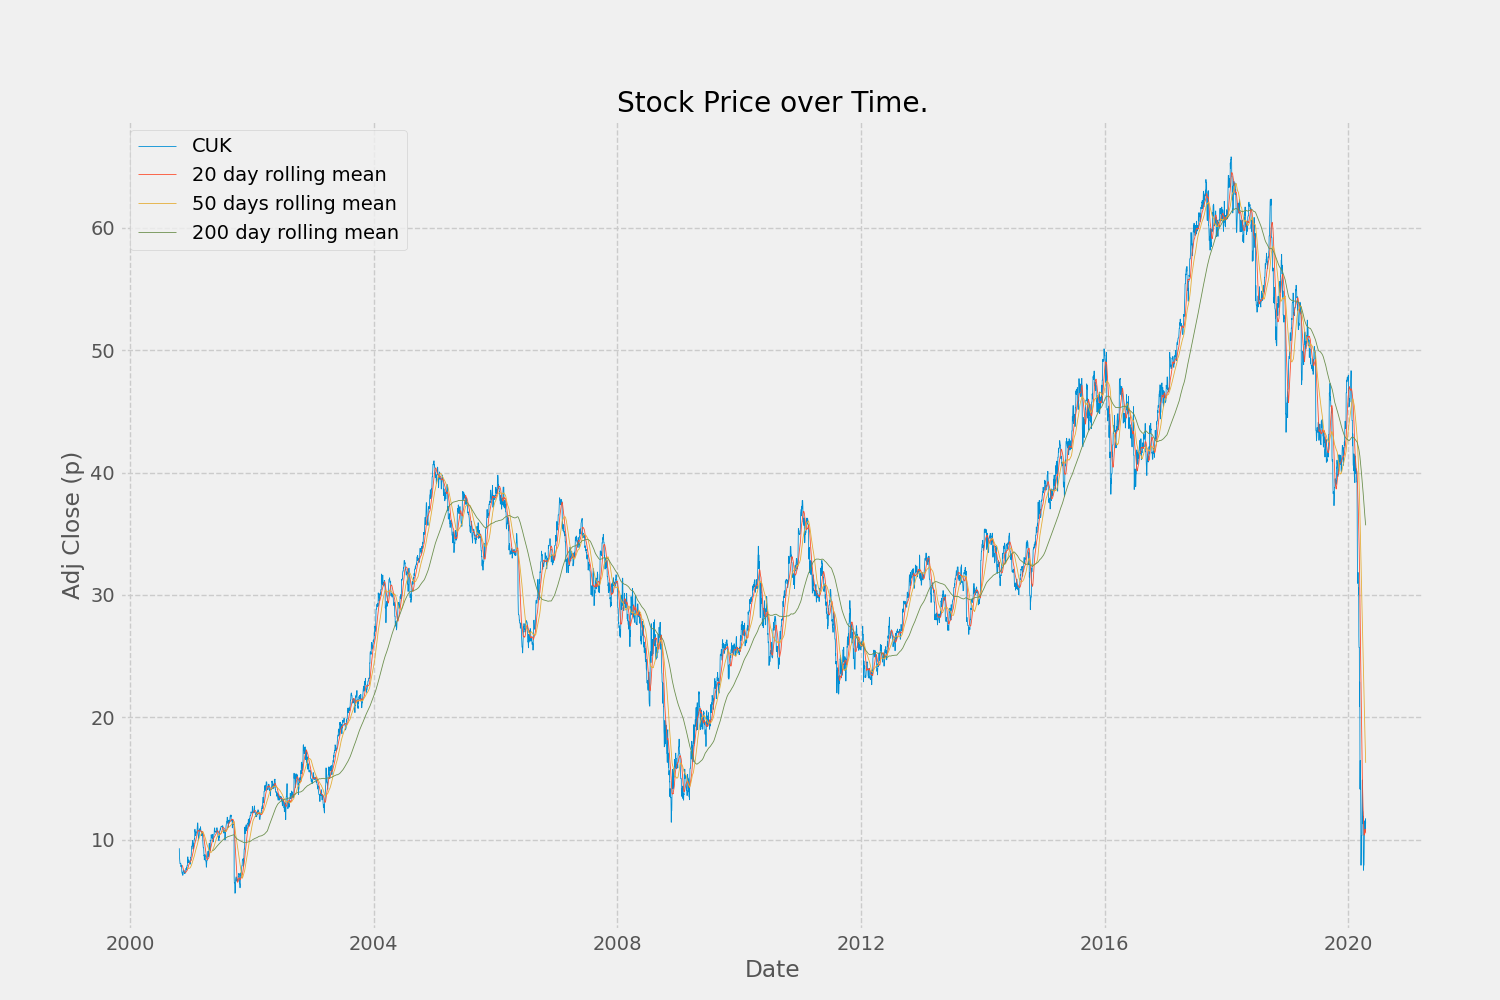 Stock Price over Time.
CUK
20 day rolling mean
50 days rolling mean
200 day rolling mean
Adj Close (p)
60
50
40
30
20
10
2000 2004 2008 2012 2016 2020
Date